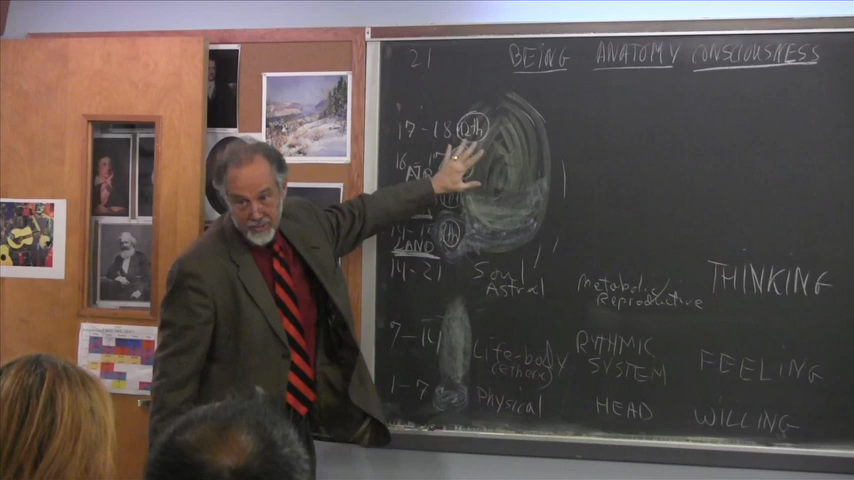 21 BEING ANATOMY CONSCIOUSNESS
17-18 12th
16
AIR
LAND
14-21 Soul Astral Metabolic/Reproductive THINKING
7-14 Life-body (etheric) RYTHMIC SYSTEM FEELING
1-7 Physical HEAD WILLING